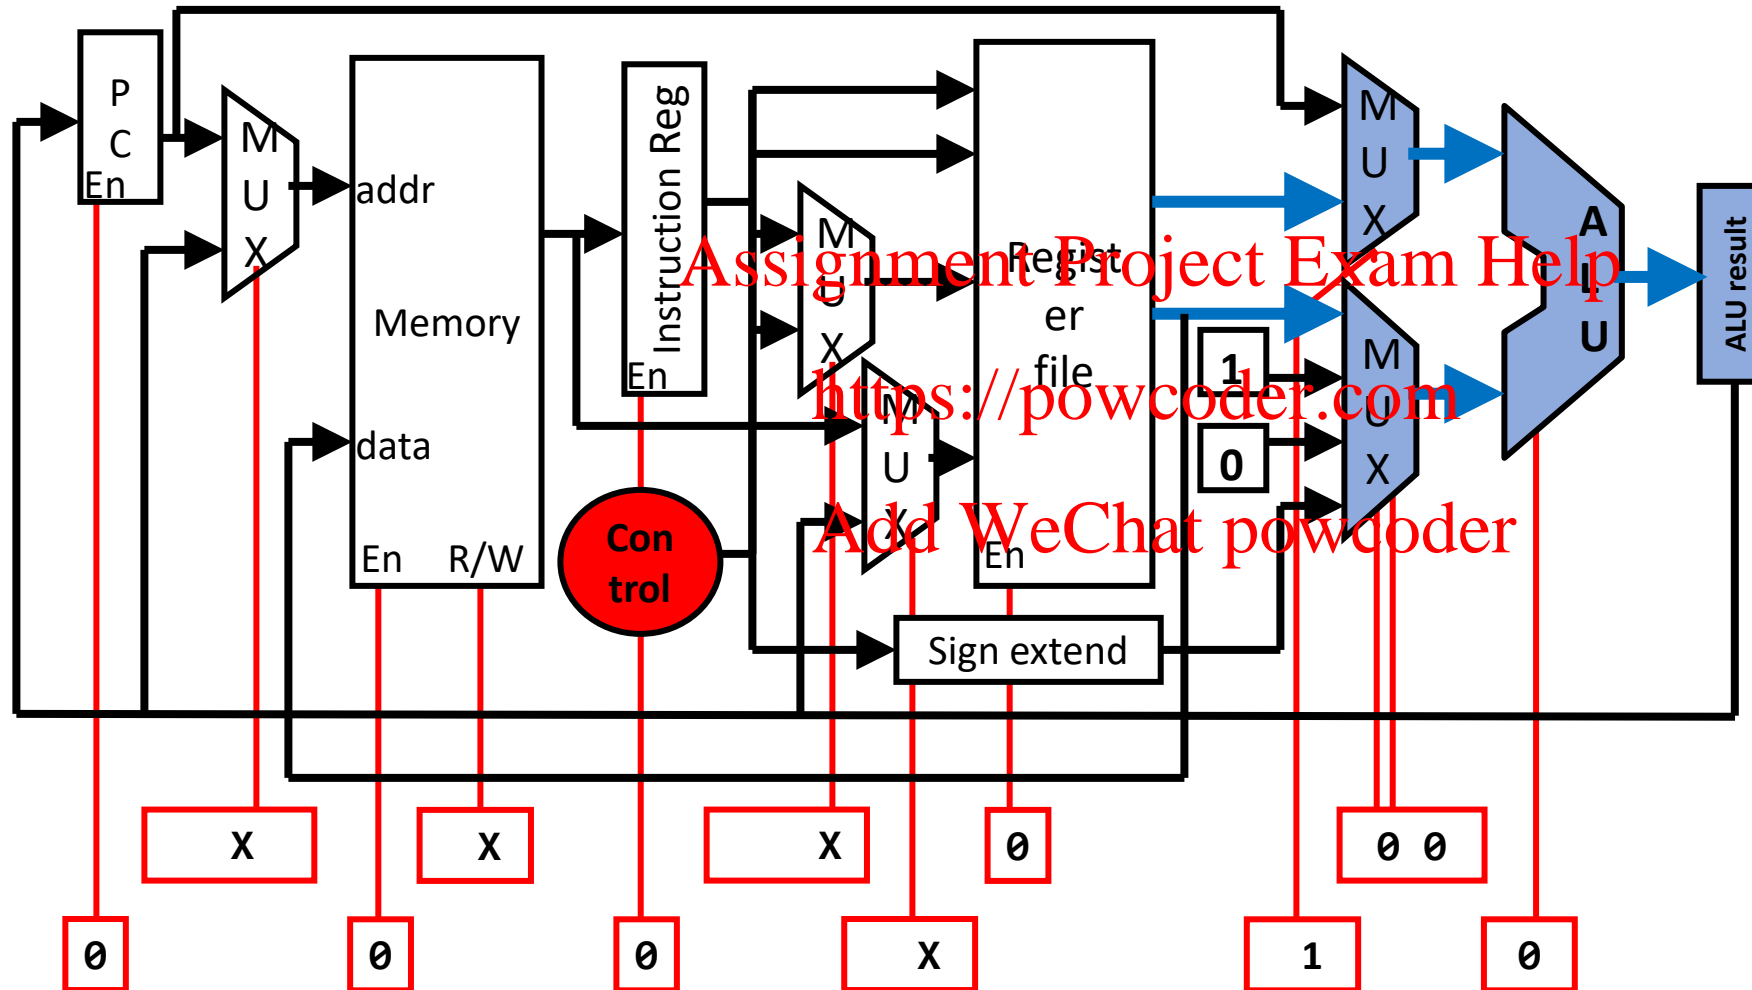 P
C
En
M
U
X
addr
Memory
data
En R/W
Instruction Reg
En
Con
trol
M
U
X
M
U
X
Regist
er
file
En
Sign extend
M
U
X
1
0
M
U
X
A
L
U
ALU result
Assignment Project Exam Help
https://powcoder.com
Add WeChat powcoder
X
X
X
0
0 0
0
0
0
X
1
0